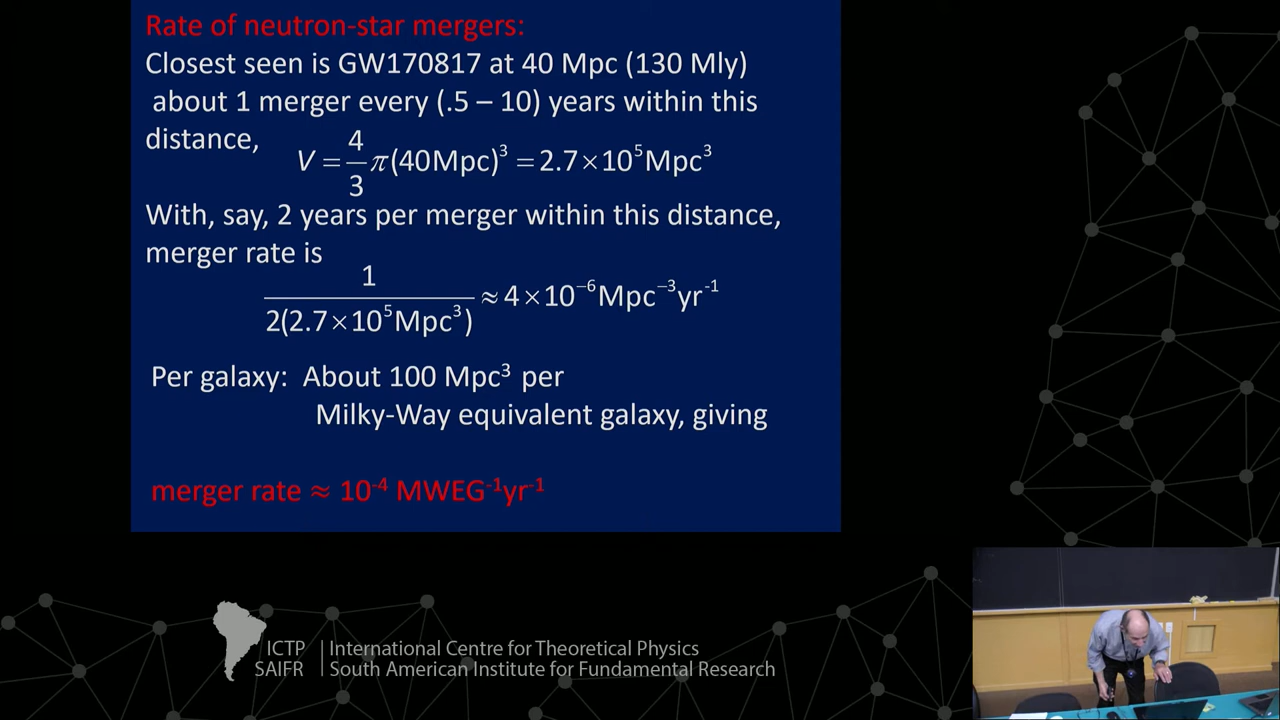 Rate of neutron-star mergers:
Closest seen is GW170817 at 40 Mpc (130 Mly)
about 1 merger every (.5 – 10) years within this
distance,
V = 4/3 π(40Mpc)³ = 2.7×10⁵Mpc³
With, say, 2 years per merger within this distance,
merger rate is
1/2(2.7×10⁵Mpc³) ≈ 4×10⁻⁶Mpc⁻³yr⁻¹
Per galaxy: About 100 Mpc³ per
Milky-Way equivalent galaxy, giving
merger rate ≈ 10⁻⁴ MWEG⁻¹yr⁻¹
ICTP | International Centre for Theoretical Physics
SAIFR | South American Institute for Fundamental Research